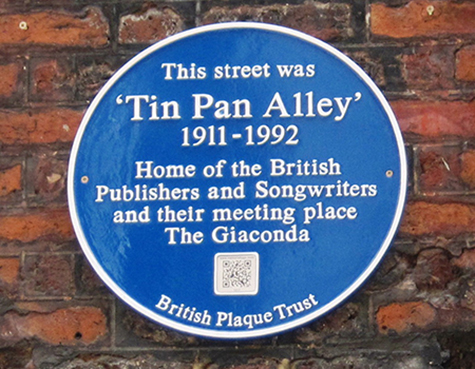 This street was
‘Tin Pan Alley’
1911-1992
Home of the British
Publishers and Songwriters
and their meeting place
The Giaconda
British Plaque Trust